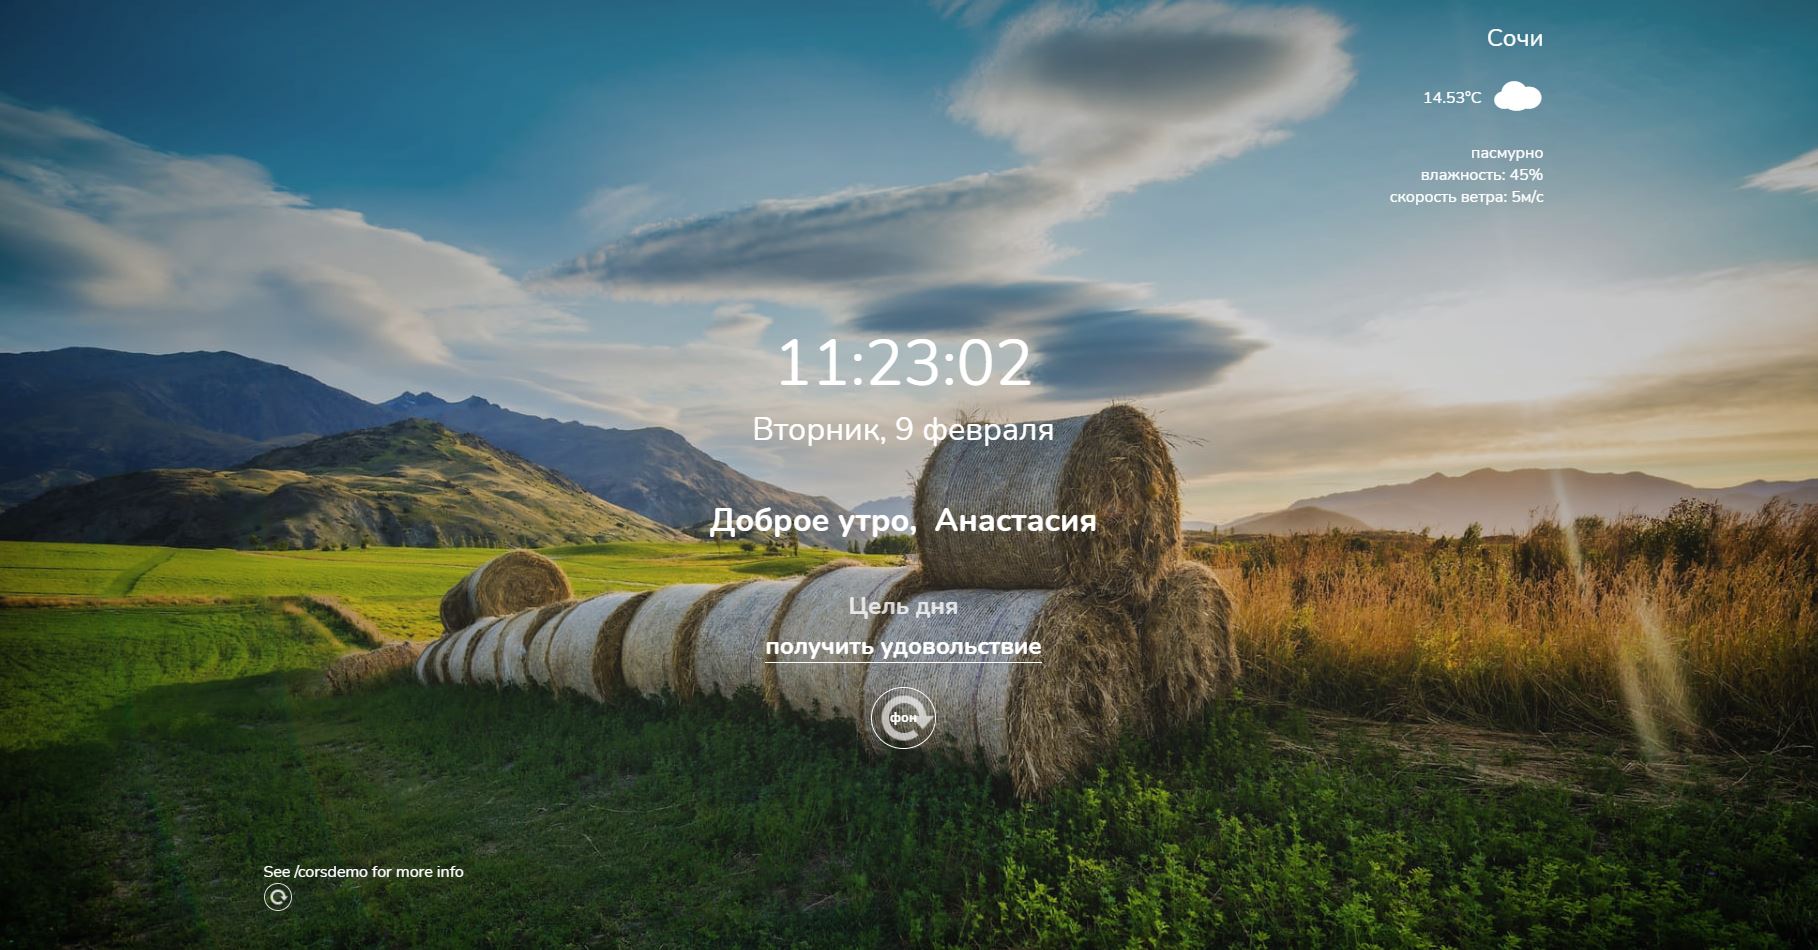 Сочи
14.53°C
пасмурно
влажность: 45%
скорость ветра: 5м/с
11:23:02
Вторник, 9 февраля
Доброе утро, Анастасия
Цель дня
получить удовольствие
фон
See /corsdemo for more info